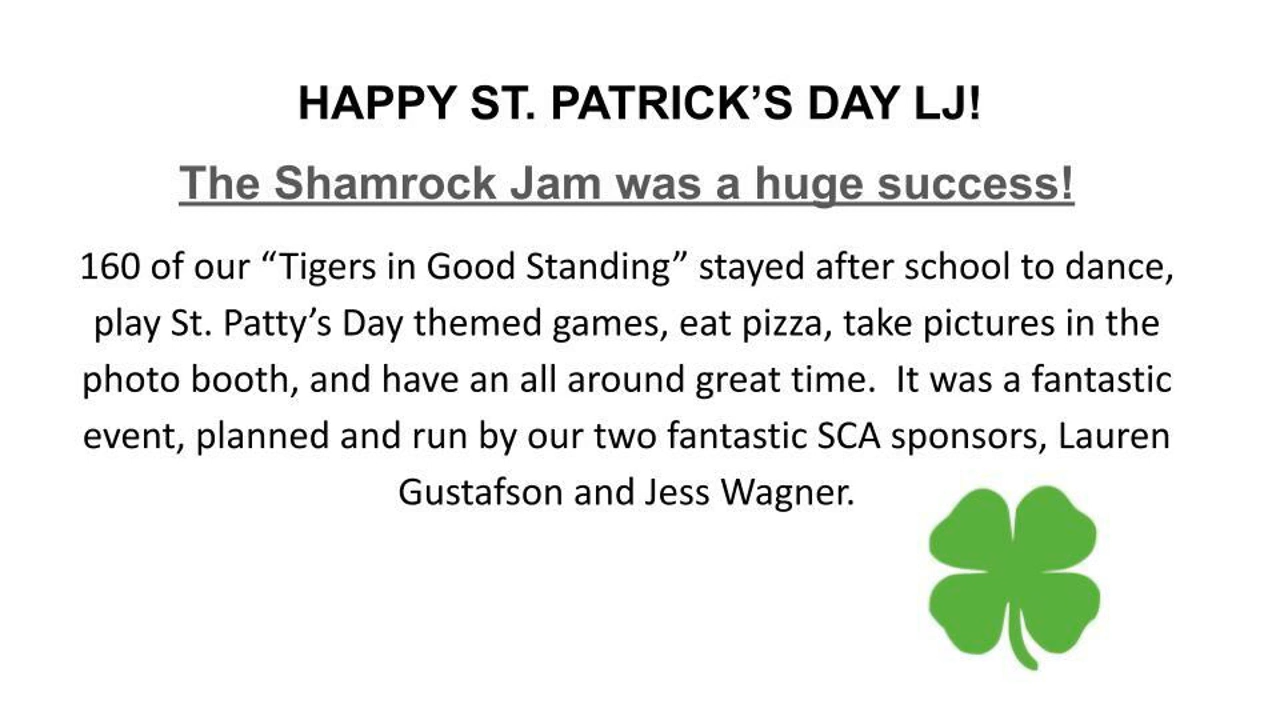 HAPPY ST. PATRICK’S DAY LJ!
The Shamrock Jam was a huge success!
160 of our “Tigers in Good Standing” stayed after school to dance,
play St. Patty’s Day themed games, eat pizza, take pictures in the
photo booth, and have an all around great time.  It was a fantastic
event, planned and run by our two fantastic SCA sponsors, Lauren
Gustafson and Jess Wagner.